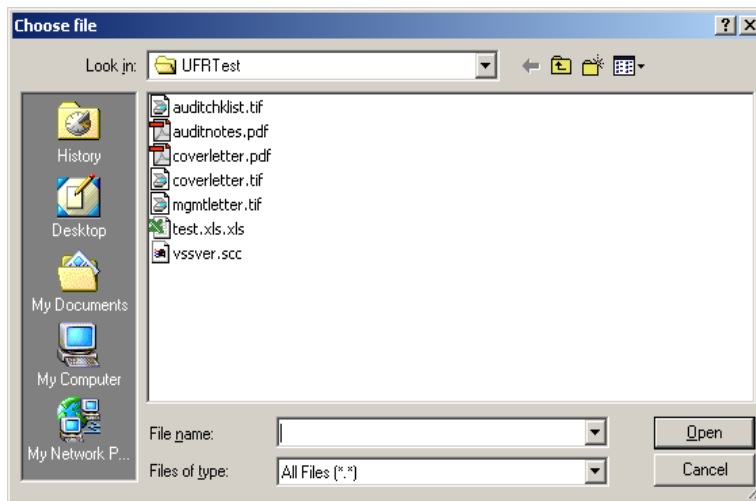 Choose file
Look in: UFRTest
History
Desktop
My Documents
My Computer
My Network P...
auditchklist.tif
auditnotes.pdf
coverletter.pdf
coverletter.tif
mgmtletter.tif
test.xls.xls
vssver.scc
File name:
Open
Files of type: All Files (*.*)
Cancel